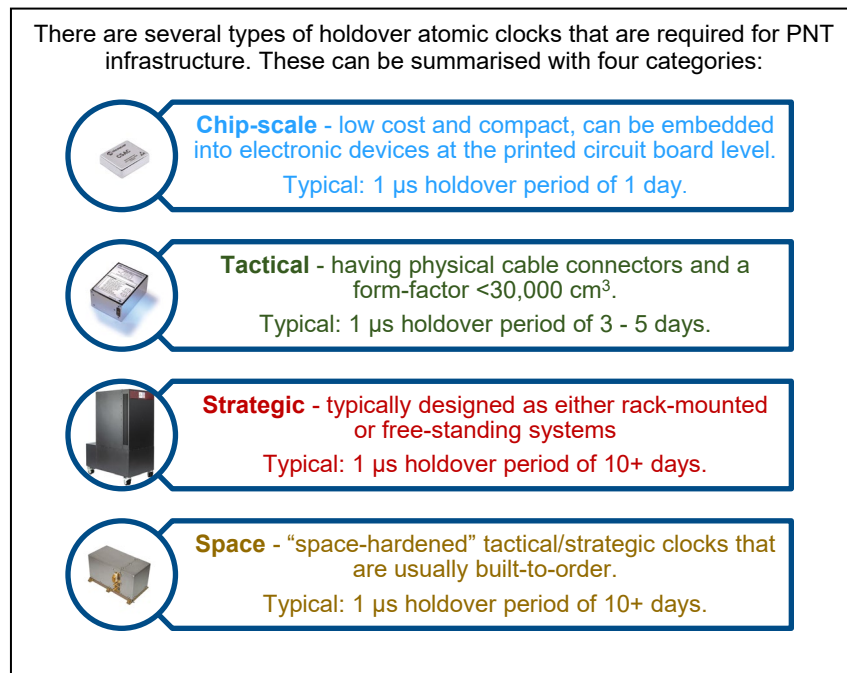 There are several types of holdover atomic clocks that are required for PNT
infrastructure. These can be summarised with four categories:
Chip-scale - low cost and compact, can be embedded
into electronic devices at the printed circuit board level.
Typical: 1 µs holdover period of 1 day.
CSAC
Tactical - having physical cable connectors and a
form-factor <30,000 cm³.
Typical: 1 µs holdover period of 3 - 5 days.
Strategic - typically designed as either rack-mounted
or free-standing systems
Typical: 1 µs holdover period of 10+ days.
Space - “space-hardened” tactical/strategic clocks that
are usually built-to-order.
Typical: 1 µs holdover period of 10+ days.